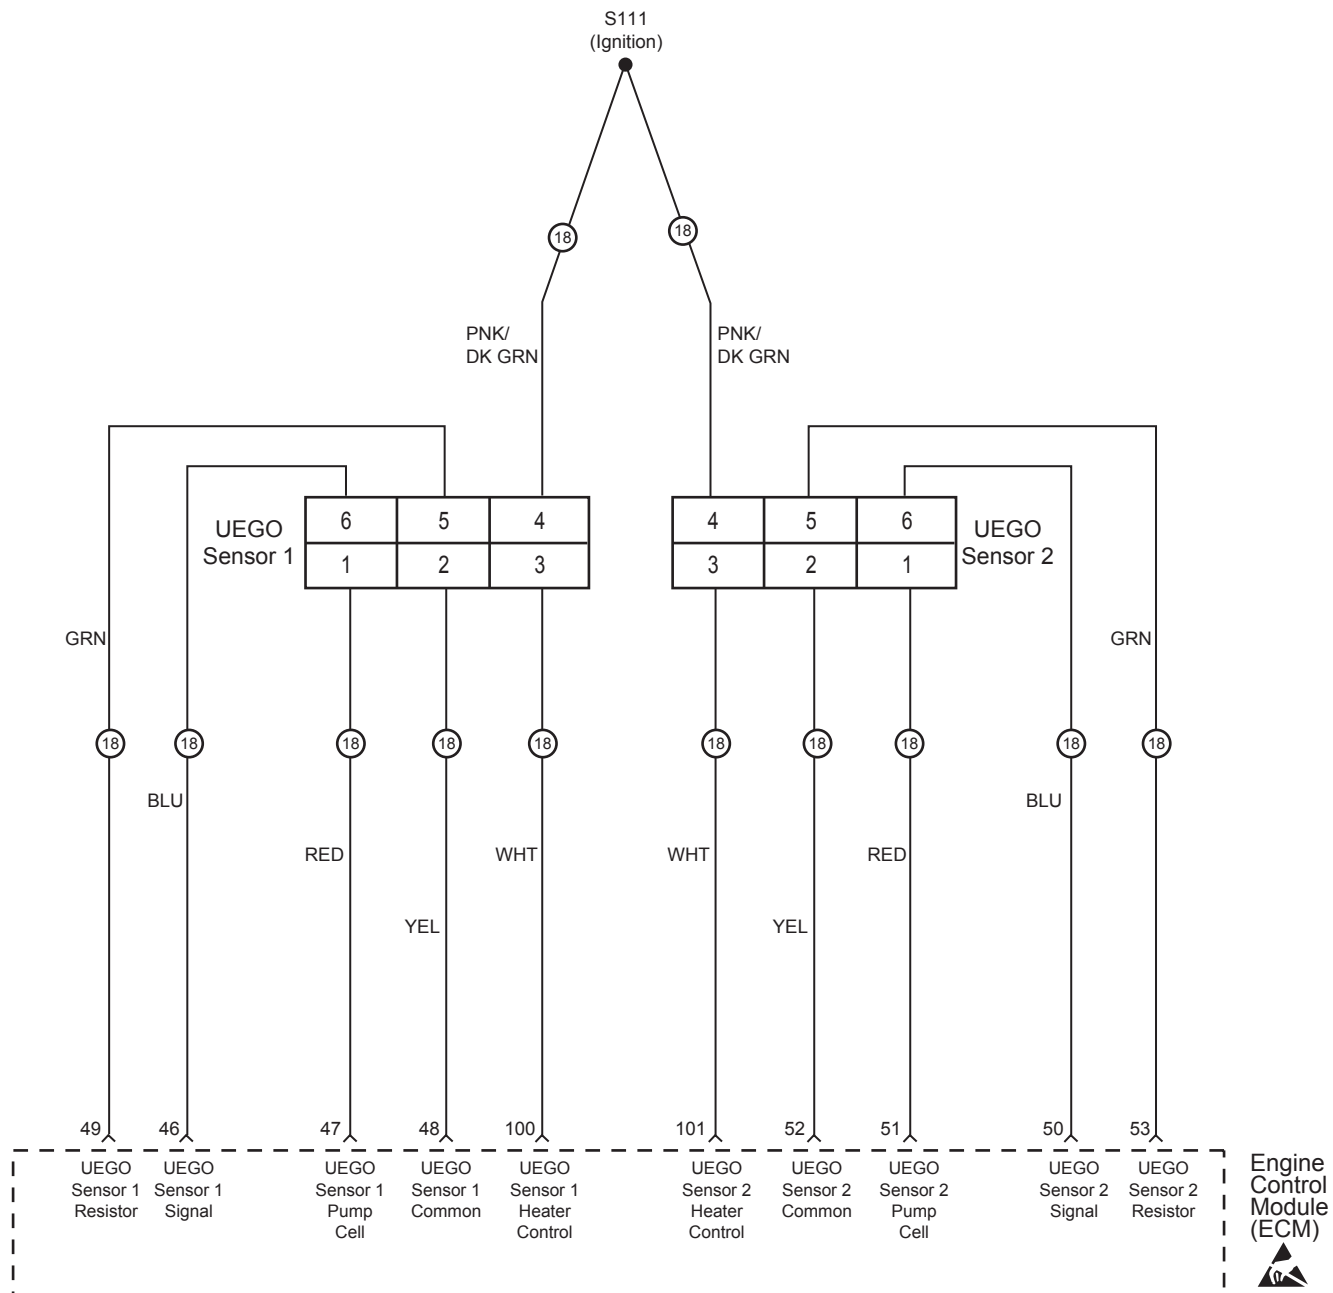 S111
(Ignition)
18
18
PNK/
DK GRN
PNK/
DK GRN
UEGO
Sensor 1
6 5 4
1 2 3
4 5 6
3 2 1
UEGO
Sensor 2
GRN
GRN
18 18 18 18 18 18 18 18 18 18
BLU
BLU
RED
WHT
WHT
RED
YEL
YEL
49 46 47 48 100 101 52 51 50 53
UEGO
Sensor 1
Resistor
UEGO
Sensor 1
Signal
UEGO
Sensor 1
Pump
Cell
UEGO
Sensor 1
Common
UEGO
Sensor 1
Heater
Control
UEGO
Sensor 2
Heater
Control
UEGO
Sensor 2
Common
UEGO
Sensor 2
Pump
Cell
UEGO
Sensor 2
Signal
UEGO
Sensor 2
Resistor
Engine
Control
Module
(ECM)